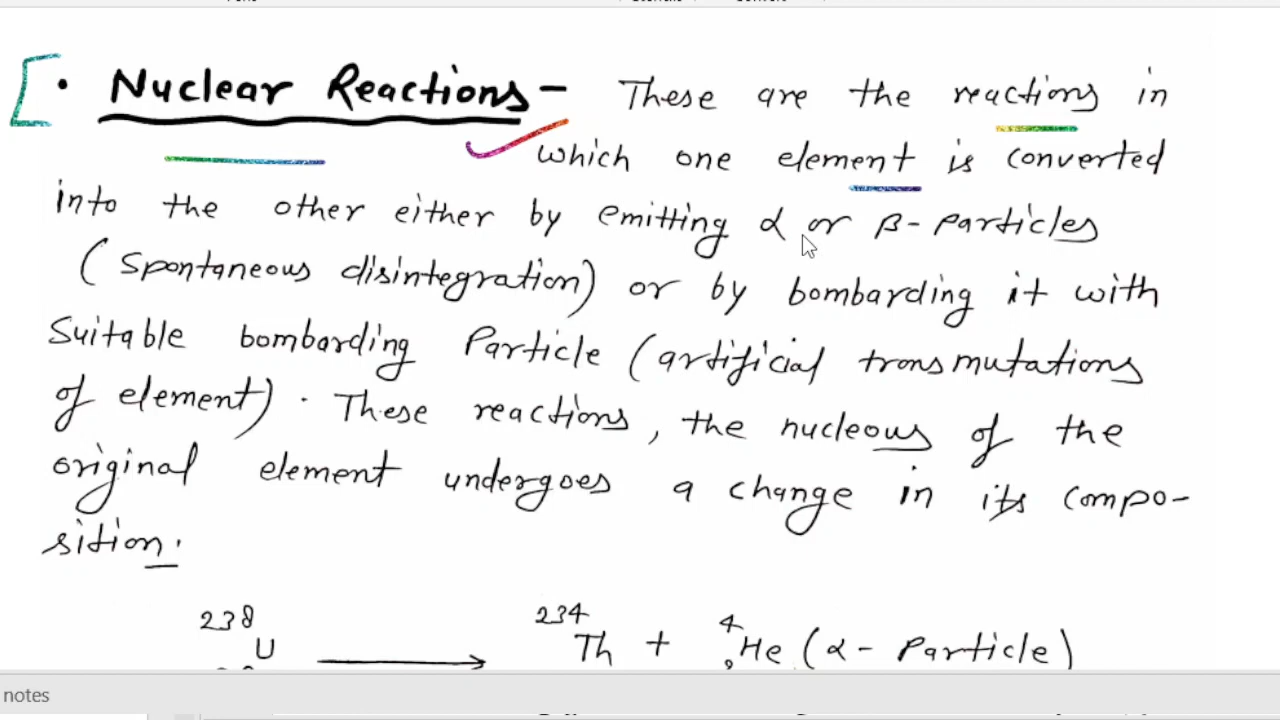 • Nuclear Reactions - These are the reactions in
which one element is converted
into the other either by emitting α or β-particles
(Spontaneous disintegration) or by bombarding it with
Suitable bombarding Particle (artificial transmutations
of element). These reactions, the nucleous of the
original element undergoes a change in its compo-
sition.
238 234 4
U → Th + He (α - Particle)
notes